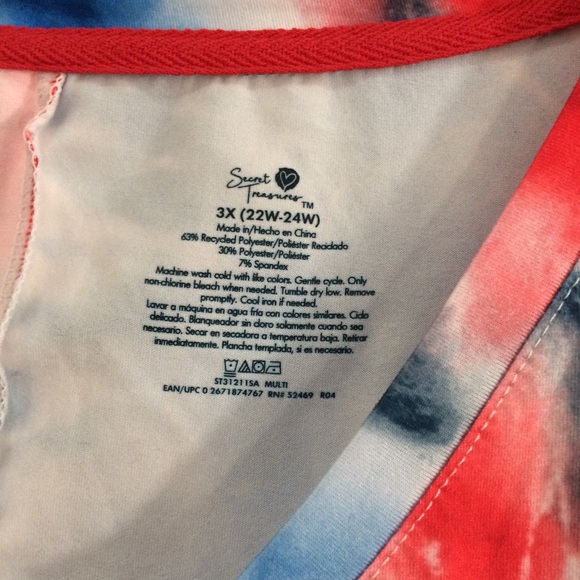 Secret
Treasures™
3X (22W-24W)
Made in/Hecho en China
63% Recycled Polyester/Poliéster Reciclado
30% Polyester/Poliéster
7% Spandex
Machine wash cold with like colors. Gentle cycle. Only
non-chlorine bleach when needed. Tumble dry low. Remove
promptly. Cool iron if needed.
Lavar a máquina en agua fría con colores similares. Ciclo
delicado. Blanqueador sin cloro solamente cuando sea
necesario. Secar en secadora a temperatura baja. Retirar
inmediatamente. Plancha templada, si es necesario.
ST31211SA MULTI
EAN/UPC 0 2671874767 RN# 52469 R04